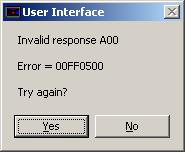 User Interface
Invalid response A00
Error = 00FF0500
Try again?
Yes No